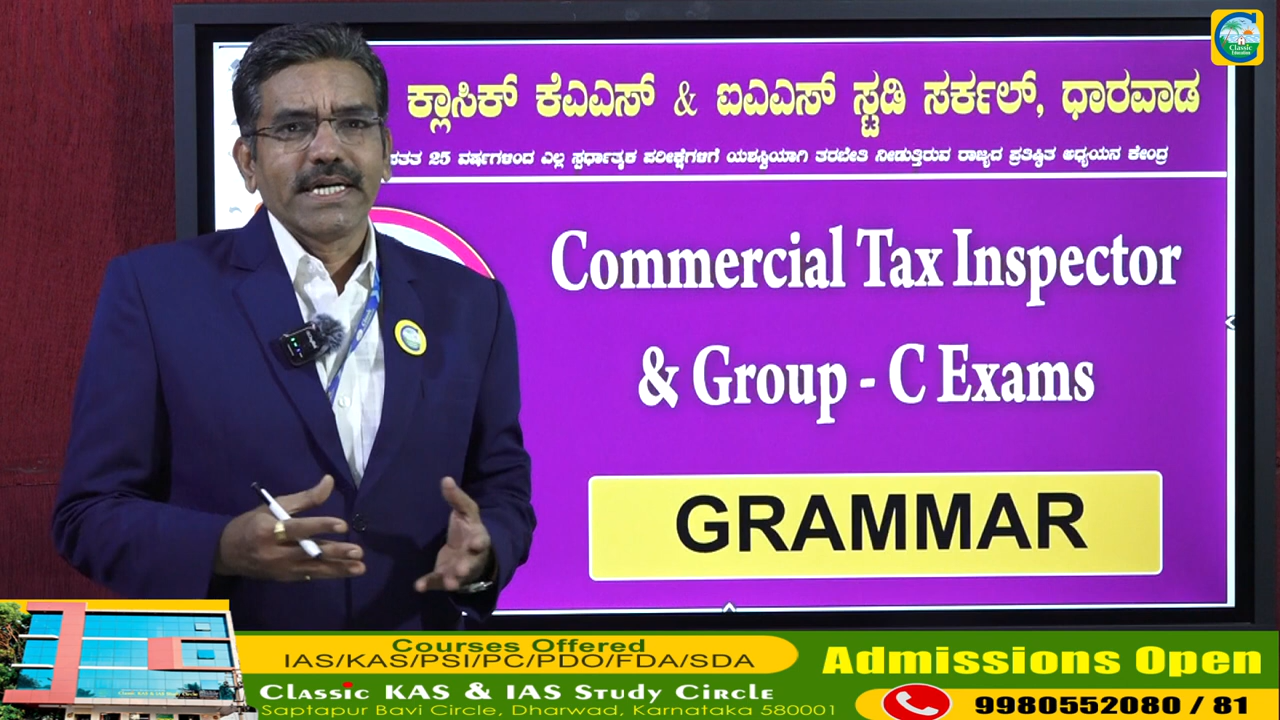 ಕ್ಲಾಸಿಕ್ ಕೆಎಎಸ್ & ಐಎಎಸ್ ಸ್ಟಡಿ ಸರ್ಕಲ್, ಧಾರವಾಡ
25 ವರ್ಷಗಳಿಂದ ಎಲ್ಲ ಸ್ಪರ್ಧಾತ್ಮಕ ಪರೀಕ್ಷೆಗಳಿಗೆ ಯಶಸ್ವಿಯಾಗಿ ತರಬೇತಿ ನೀಡುತ್ತಿರುವ ರಾಜ್ಯದ ಪ್ರತಿಷ್ಠಿತ ಅಧ್ಯಯನ ಕೇಂದ್ರ
Commercial Tax Inspector
& Group - C Exams
GRAMMAR
Classic
Education
Courses Offered
IAS/KAS/PSI/PC/PDO/FDA/SDA
Classic KAS & IAS Study Circle
Saptapur Bavi Circle, Dharwad, Karnataka 580001
Admissions Open
9980552080 / 81